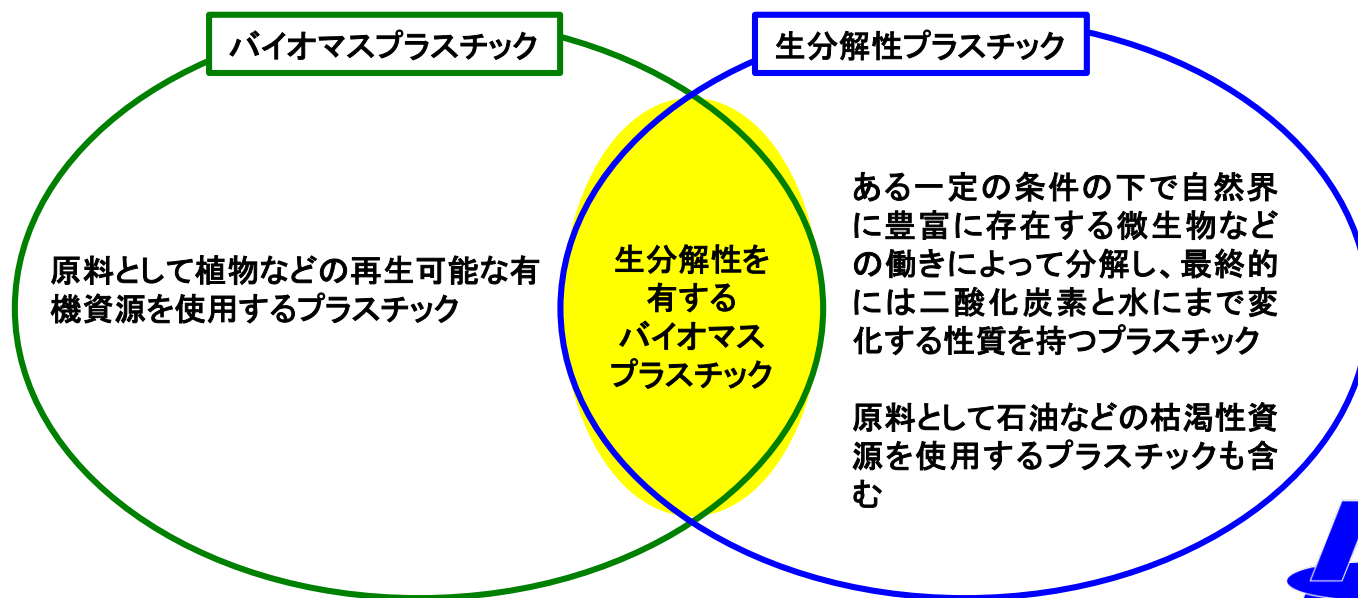 バイオマスプラスチック
生分解性プラスチック
原料として植物などの再生可能な有
機資源を使用するプラスチック
生分解性を
有する
バイオマス
プラスチック
ある一定の条件の下で自然界
に豊富に存在する微生物など
の働きによって分解し、最終的
には二酸化炭素と水にまで変
化する性質を持つプラスチック
原料として石油などの枯渇性資
源を使用するプラスチックも含
む